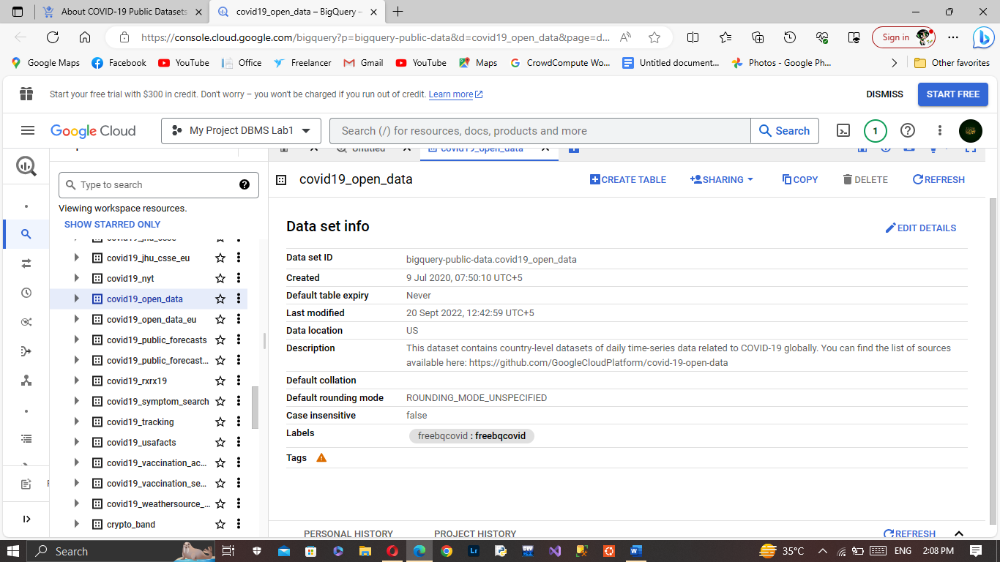 About COVID-19 Public Datasets
covid19_open_data – BigQuery –
https://console.cloud.google.com/bigquery?p=bigquery-public-data&d=covid19_open_data&page=d...
Sign in
Google Maps
Facebook
YouTube
Office
Freelancer
Gmail
YouTube
Maps
CrowdCompute Wo...
Untitled document...
Photos - Google Ph...
Other favorites
Start your free trial with $300 in credit. Don't worry – you won't be charged if you run out of credit. Learn more
DISMISS
START FREE
Google Cloud
My Project DBMS Lab1
Search (/) for resources, docs, products and more
Search
1
Untitled
covid19_open_data
Type to search
Viewing workspace resources.
SHOW STARRED ONLY
covid19_jhu_csse
covid19_jhu_csse_eu
covid19_nyt
covid19_open_data
covid19_open_data_eu
covid19_public_forecasts
covid19_public_forecast...
covid19_rxrx19
covid19_symptom_search
covid19_tracking
covid19_usafacts
covid19_vaccination_ac...
covid19_vaccination_se...
covid19_weathersource_...
crypto_band
covid19_open_data
CREATE TABLE
SHARING
COPY
DELETE
REFRESH
Data set info
EDIT DETAILS
Data set ID
bigquery-public-data.covid19_open_data
Created
9 Jul 2020, 07:50:10 UTC+5
Default table expiry
Never
Last modified
20 Sept 2022, 12:42:59 UTC+5
Data location
US
Description
This dataset contains country-level datasets of daily time-series data related to COVID-19 globally. You can find the list of sources
available here: https://github.com/GoogleCloudPlatform/covid-19-open-data
Default collation
Default rounding mode
ROUNDING_MODE_UNSPECIFIED
Case insensitive
false
Labels
freebqcovid : freebqcovid
Tags
PERSONAL HISTORY
PROJECT HISTORY
REFRESH
Search
Lr
35°C
ENG
2:08 PM